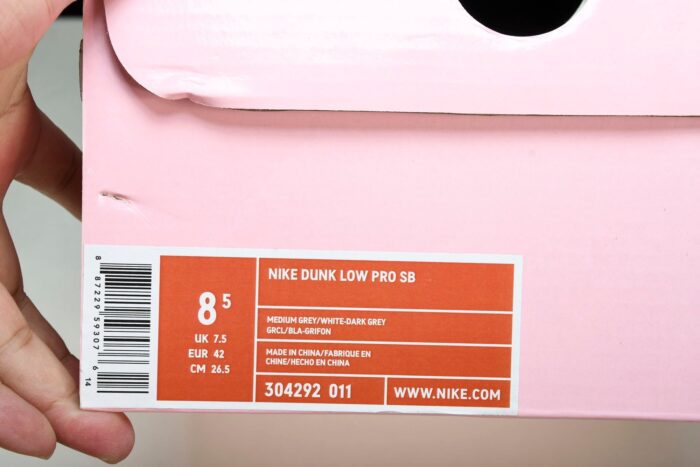 8 87229 59307 6
14
8 5
UK 7.5
EUR 42
CM 26.5
NIKE DUNK LOW PRO SB
MEDIUM GREY/WHITE-DARK GREY
GRCL/BLA-GRIFON
MADE IN CHINA/FABRIQUE EN
CHINE/HECHO EN CHINA
304292 011
WWW.NIKE.COM